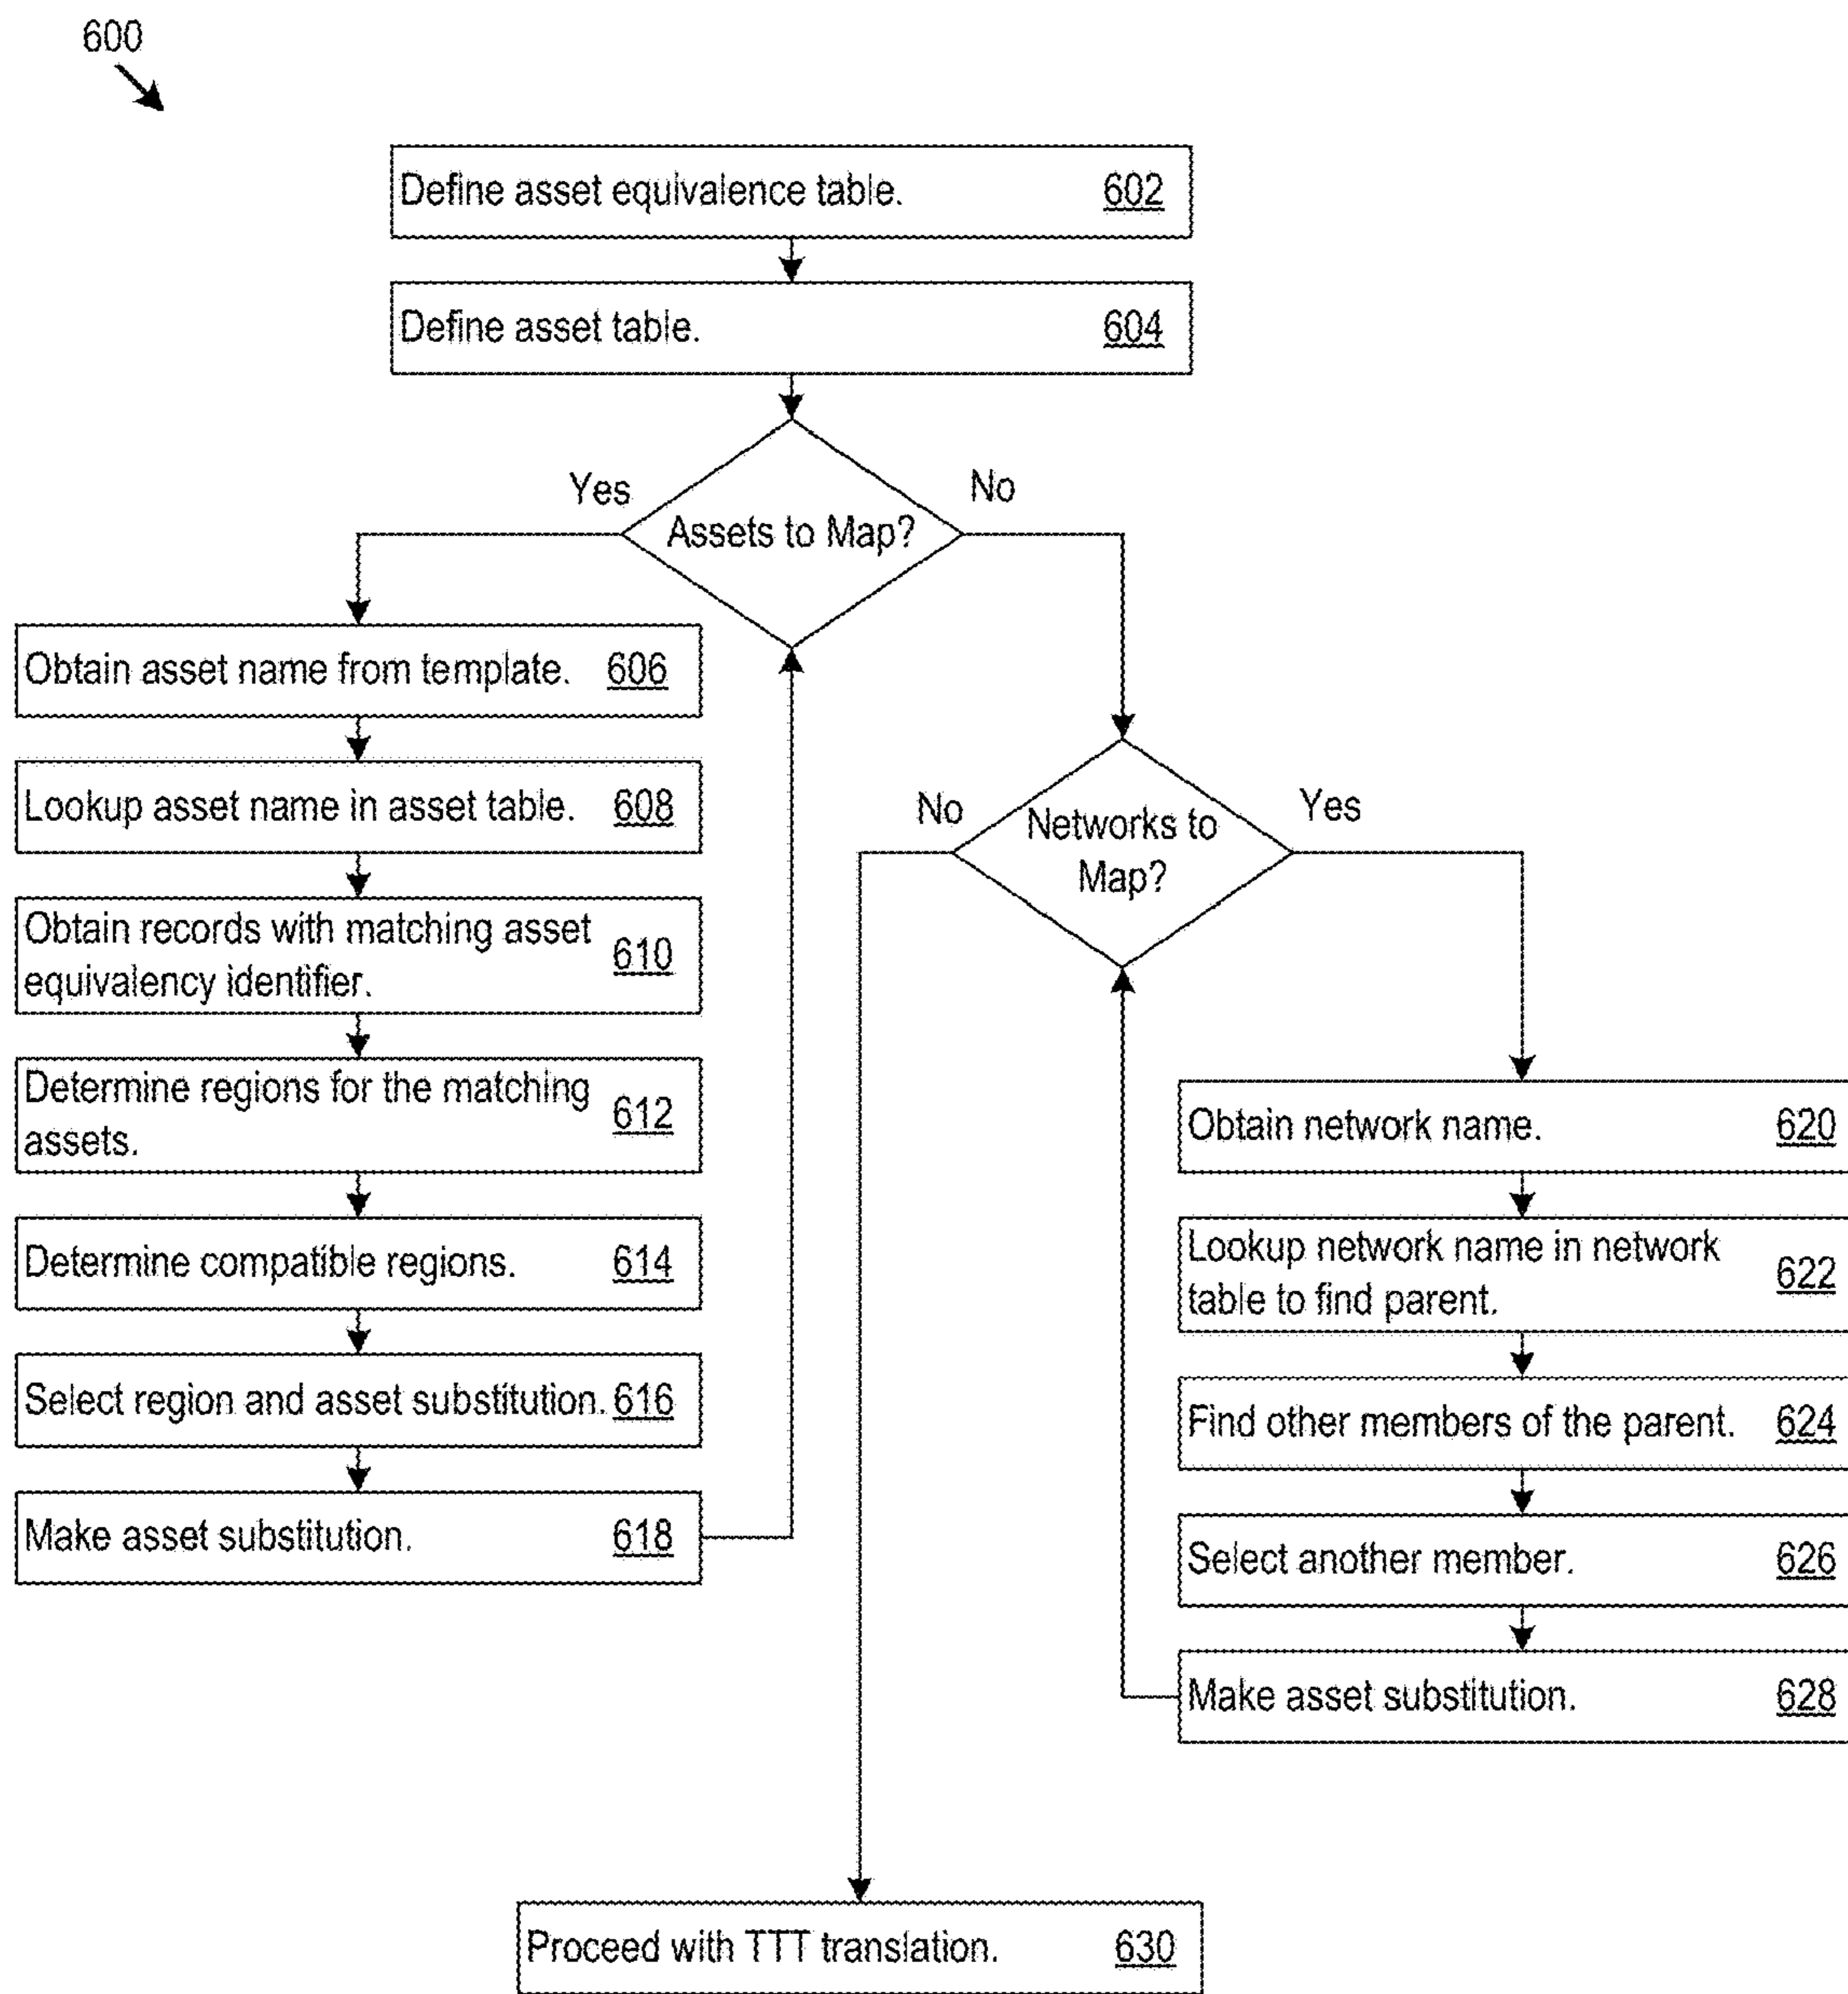 600
Define asset equivalence table. 602
Define asset table. 604
Yes
No
Assets to Map?
Obtain asset name from template. 606
Lookup asset name in asset table. 608
Obtain records with matching asset
equivalency identifier. 610
Determine regions for the matching
assets. 612
Determine compatible regions. 614
Select region and asset substitution. 616
Make asset substitution. 618
No
Yes
Networks to
Map?
Obtain network name. 620
Lookup network name in network
table to find parent. 622
Find other members of the parent. 624
Select another member. 626
Make asset substitution. 628
Proceed with TTT translation. 630